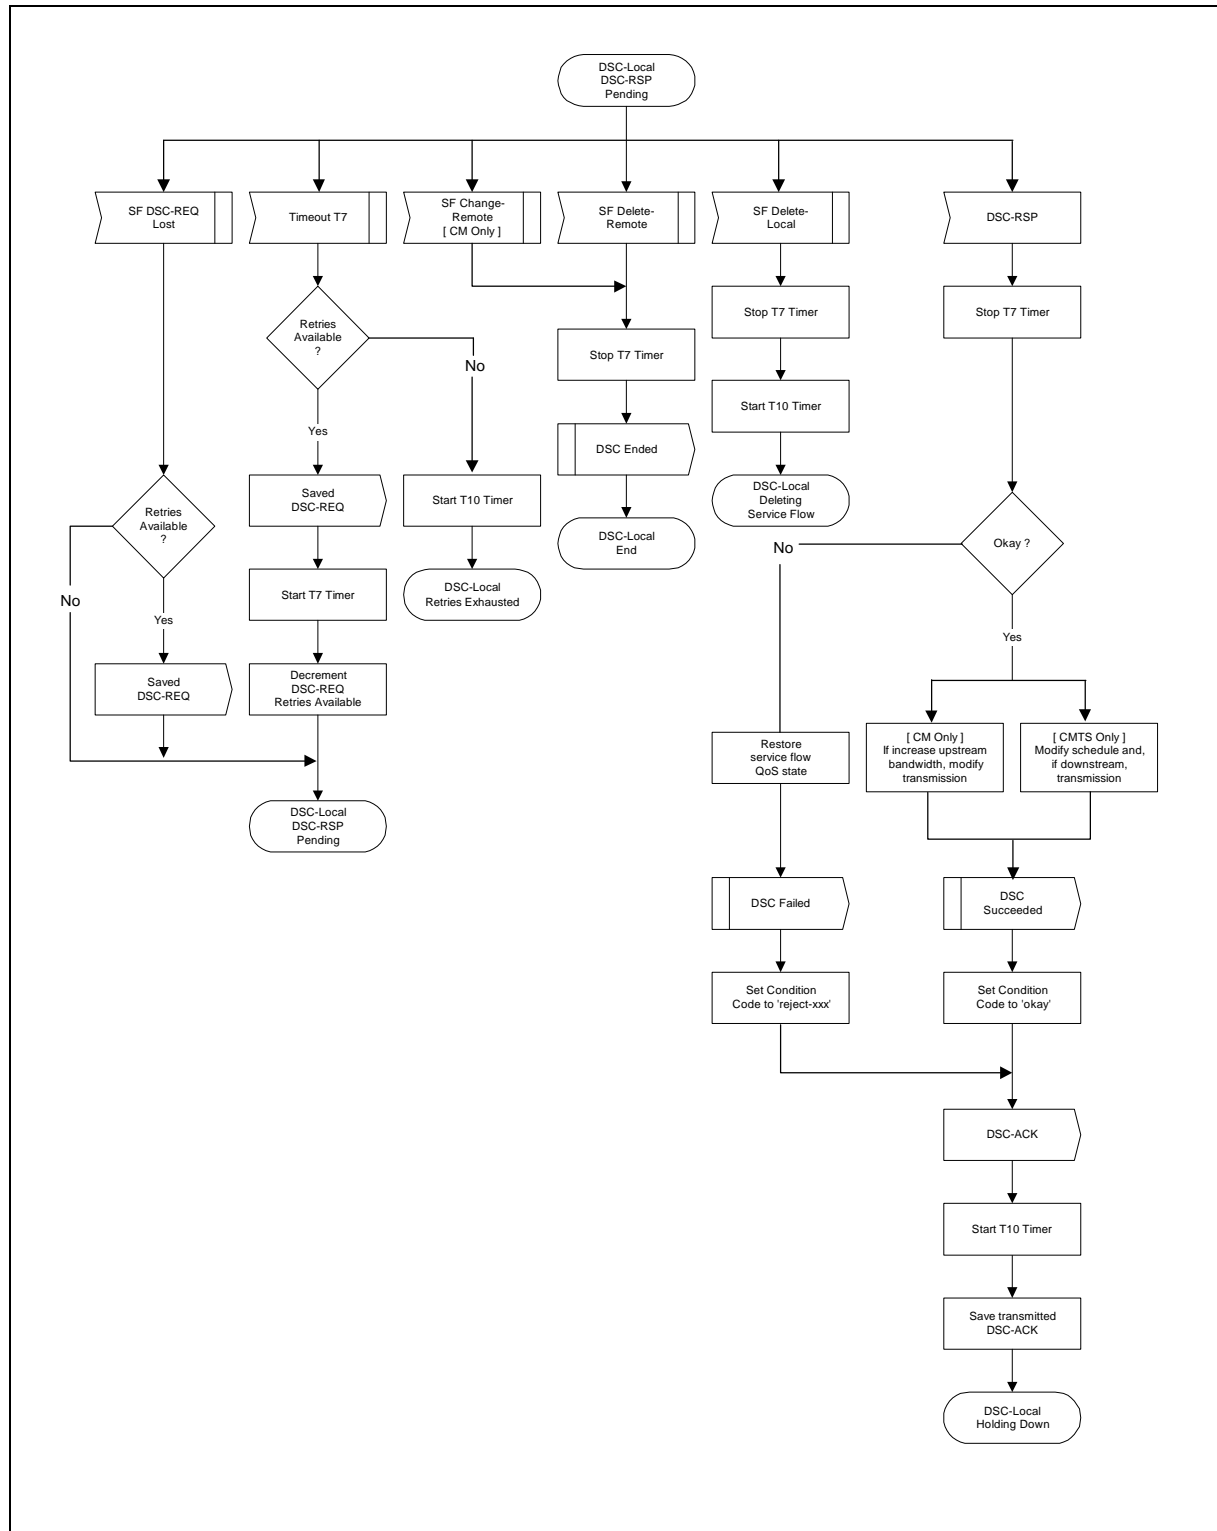 DSC-Local
DSC-RSP
Pending
SF DSC-REQ
Lost
Timeout T7
SF Change-
Remote
[ CM Only ]
SF Delete-
Remote
SF Delete-
Local
DSC-RSP
Retries
Available
?
No
Stop T7 Timer
Stop T7 Timer
Stop T7 Timer
Start T10 Timer
Yes
DSC Ended
Saved
DSC-REQ
Start T10 Timer
DSC-Local
Deleting
Service Flow
Retries
Available
?
DSC-Local
End
No
Okay ?
Start T7 Timer
DSC-Local
Retries Exhausted
No
Yes
Yes
Saved
DSC-REQ
Decrement
DSC-REQ
Retries Available
Restore
service flow
QoS state
[ CM Only ]
If increase upstream
bandwidth, modify
transmission
[ CMTS Only ]
Modify schedule and,
if downstream,
transmission
DSC-Local
DSC-RSP
Pending
DSC Failed
DSC
Succeeded
Set Condition
Code to 'reject-xxx'
Set Condition
Code to 'okay'
DSC-ACK
Start T10 Timer
Save transmitted
DSC-ACK
DSC-Local
Holding Down